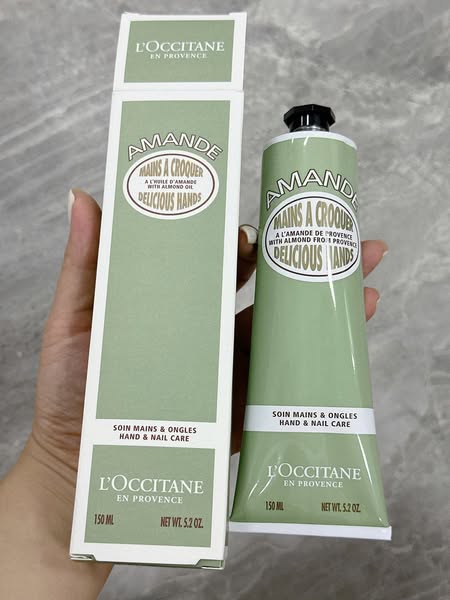 L'OCCITANE
EN PROVENCE
AMANDE
MAINS A CROQUER
A L'HUILE D'AMANDE
WITH ALMOND OIL
DELICIOUS HANDS
SOIN MAINS & ONGLES
HAND & NAIL CARE
L'OCCITANE
EN PROVENCE
150 ML NET WT. 5.2 OZ.
AMANDE
MAINS A CROQUER
A L'AMANDE DE PROVENCE
WITH ALMOND FROM PROVENCE
DELICIOUS HANDS
SOIN MAINS & ONGLES
HAND & NAIL CARE
L'OCCITANE
EN PROVENCE
150 ML NET WT. 5.2 OZ.